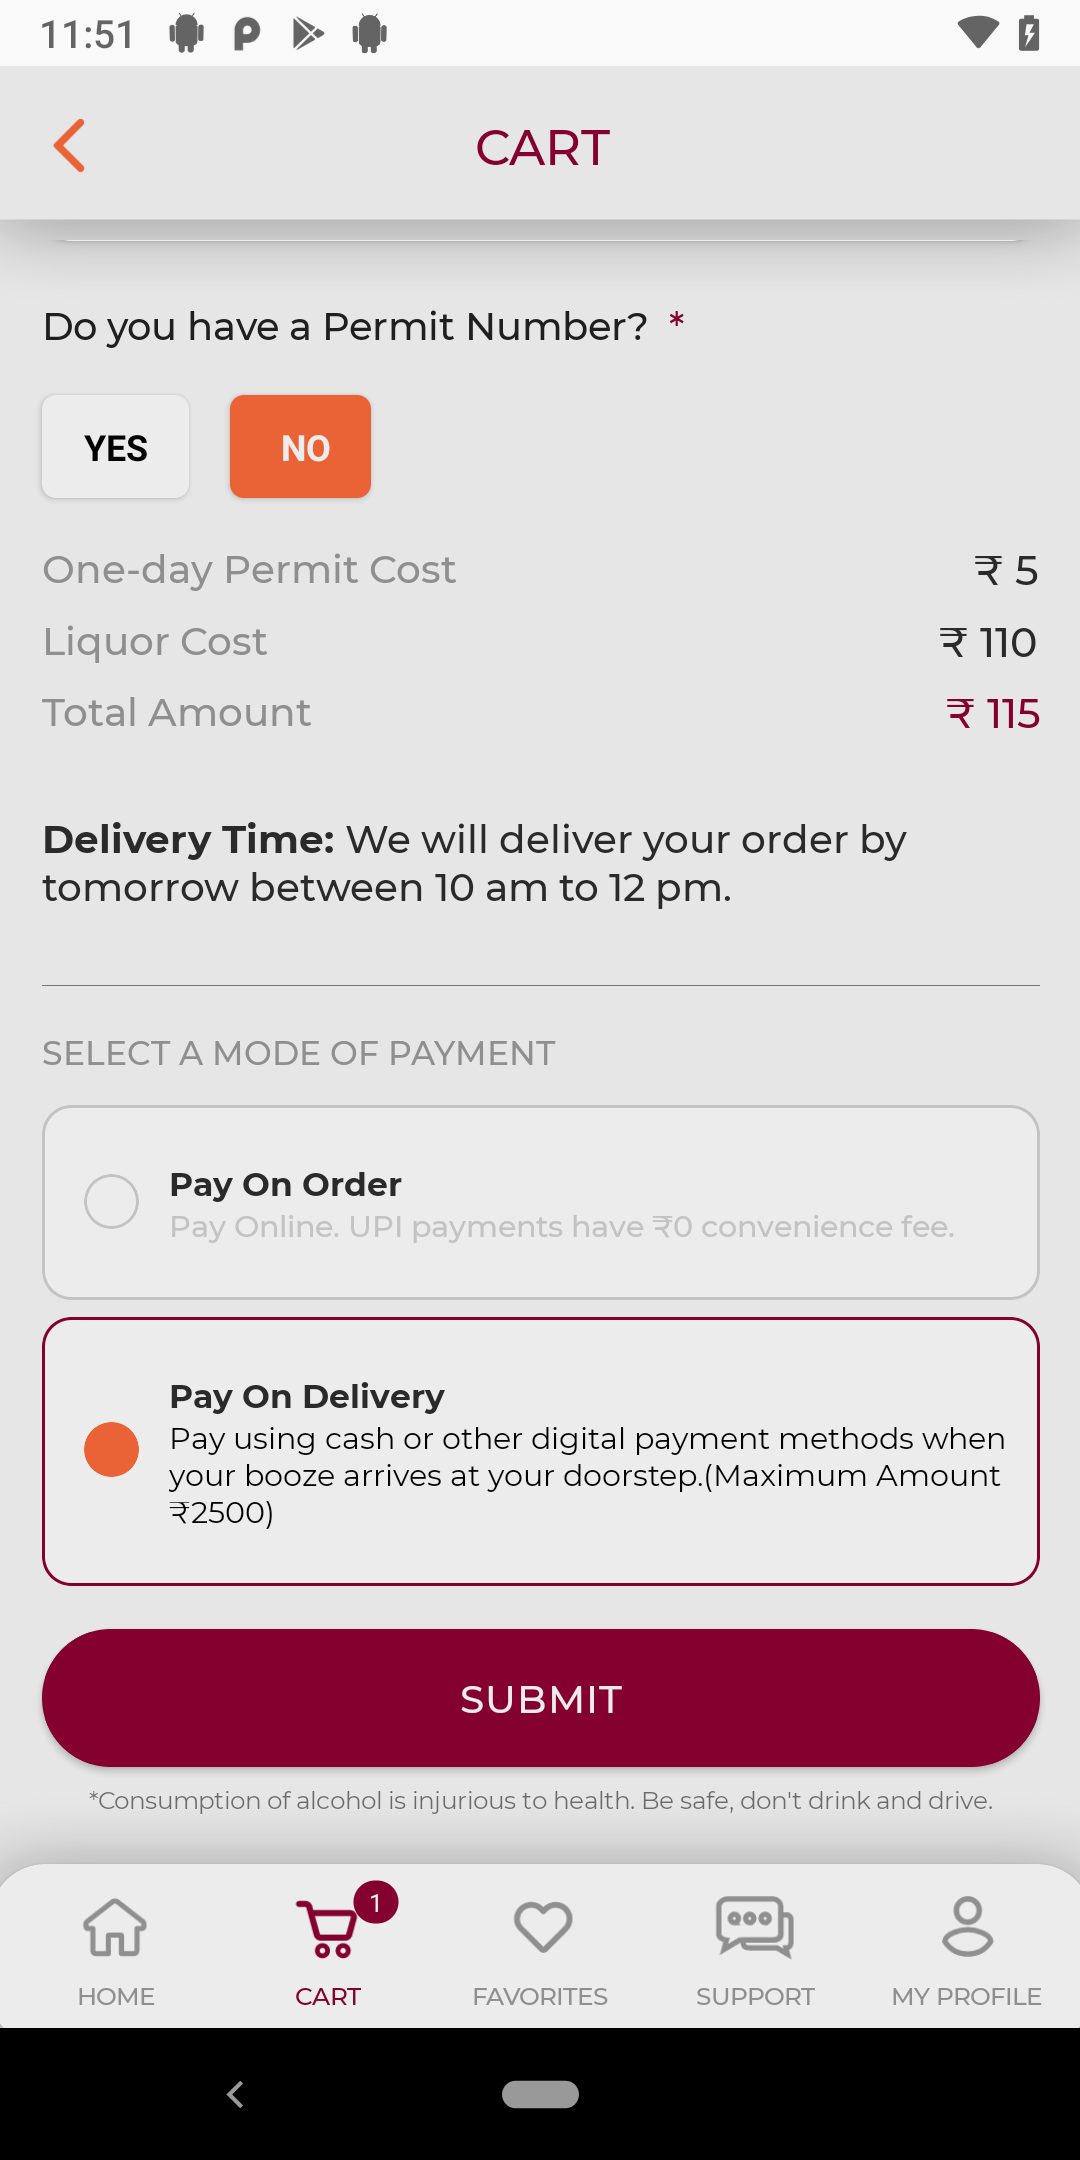 11:51
CART
Do you have a Permit Number? *
YES NO
One-day Permit Cost ₹ 5
Liquor Cost ₹ 110
Total Amount ₹ 115
Delivery Time: We will deliver your order by
tomorrow between 10 am to 12 pm.
SELECT A MODE OF PAYMENT
Pay On Order
Pay Online. UPI payments have ₹0 convenience fee.
Pay On Delivery
Pay using cash or other digital payment methods when
your booze arrives at your doorstep.(Maximum Amount
₹2500)
SUBMIT
*Consumption of alcohol is injurious to health. Be safe, don't drink and drive.
1
HOME CART FAVORITES SUPPORT MY PROFILE